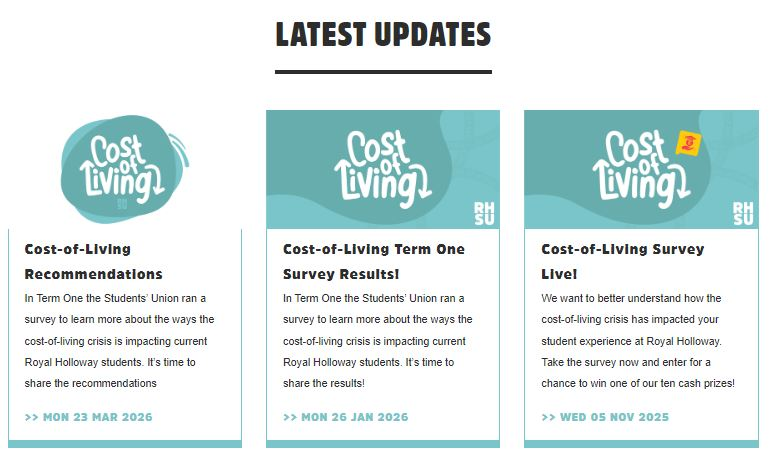 LATEST UPDATES
Cost
of
Living
RH
SU
Cost-of-Living
Recommendations
In Term One the Students' Union ran a
survey to learn more about the ways the
cost-of-living crisis is impacting current
Royal Holloway students. It's time to
share the recommendations
>> MON 23 MAR 2026
Cost
of
Living
RH
SU
Cost-of-Living Term One
Survey Results!
In Term One the Students' Union ran a
survey to learn more about the ways the
cost-of-living crisis is impacting current
Royal Holloway students. It's time to
share the results!
>> MON 26 JAN 2026
Cost
of
Living
RH
SU
Cost-of-Living Survey
Live!
We want to better understand how the
cost-of-living crisis has impacted your
student experience at Royal Holloway.
Take the survey now and enter for a
chance to win one of our ten cash prizes!
>> WED 05 NOV 2025